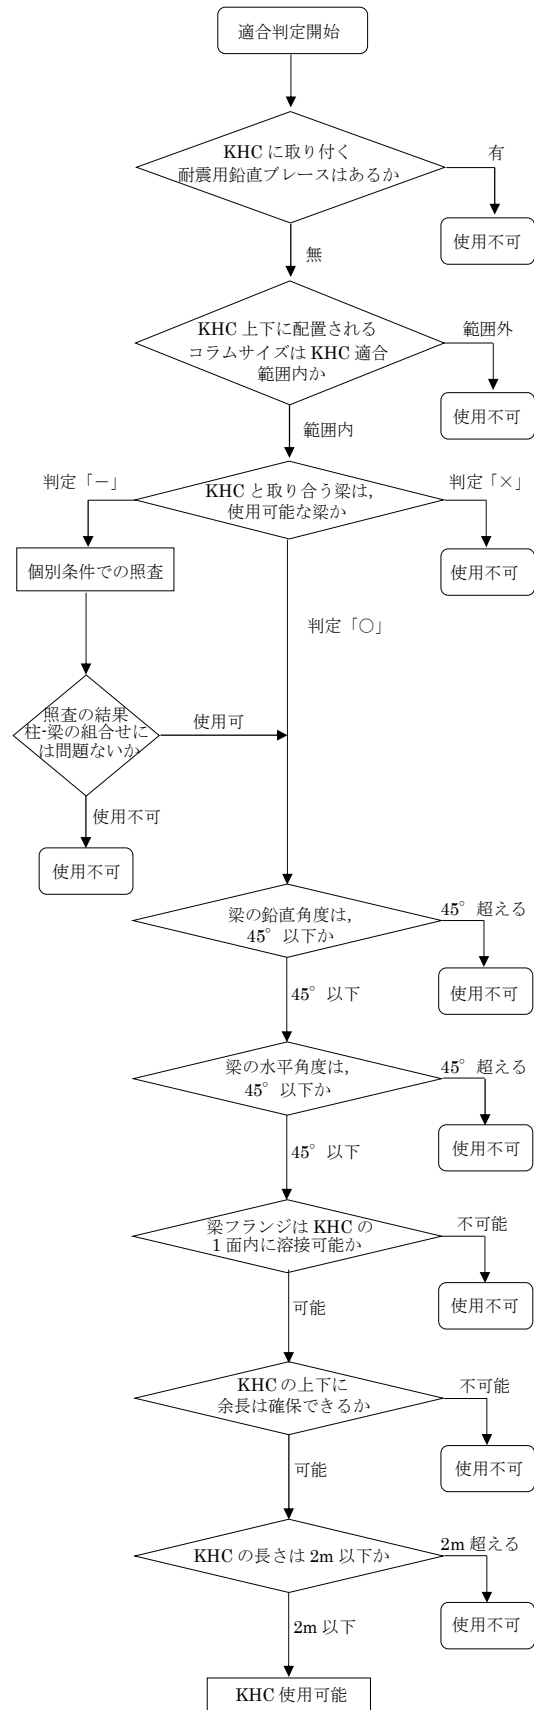 適合判定開始
KHC に取り付く
耐震用鉛直ブレースはあるか
有
使用不可
無
KHC 上下に配置される
コラムサイズは KHC 適合
範囲内か
範囲外
使用不可
範囲内
判定「－」
KHC と取り合う梁は,
使用可能な梁か
判定「×」
個別条件での照査
使用不可
判定「○」
照査の結果
柱-梁の組合せに
は問題ないか
使用可
使用不可
使用不可
梁の鉛直角度は,
45°以下か
45°超える
使用不可
45°以下
梁の水平角度は,
45°以下か
45°超える
使用不可
45°以下
梁フランジは KHC の
1 面内に溶接可能か
不可能
使用不可
可能
KHC の上下に
余長は確保できるか
不可能
使用不可
可能
KHC の長さは 2m 以下か
2m 超える
使用不可
2m 以下
KHC 使用可能